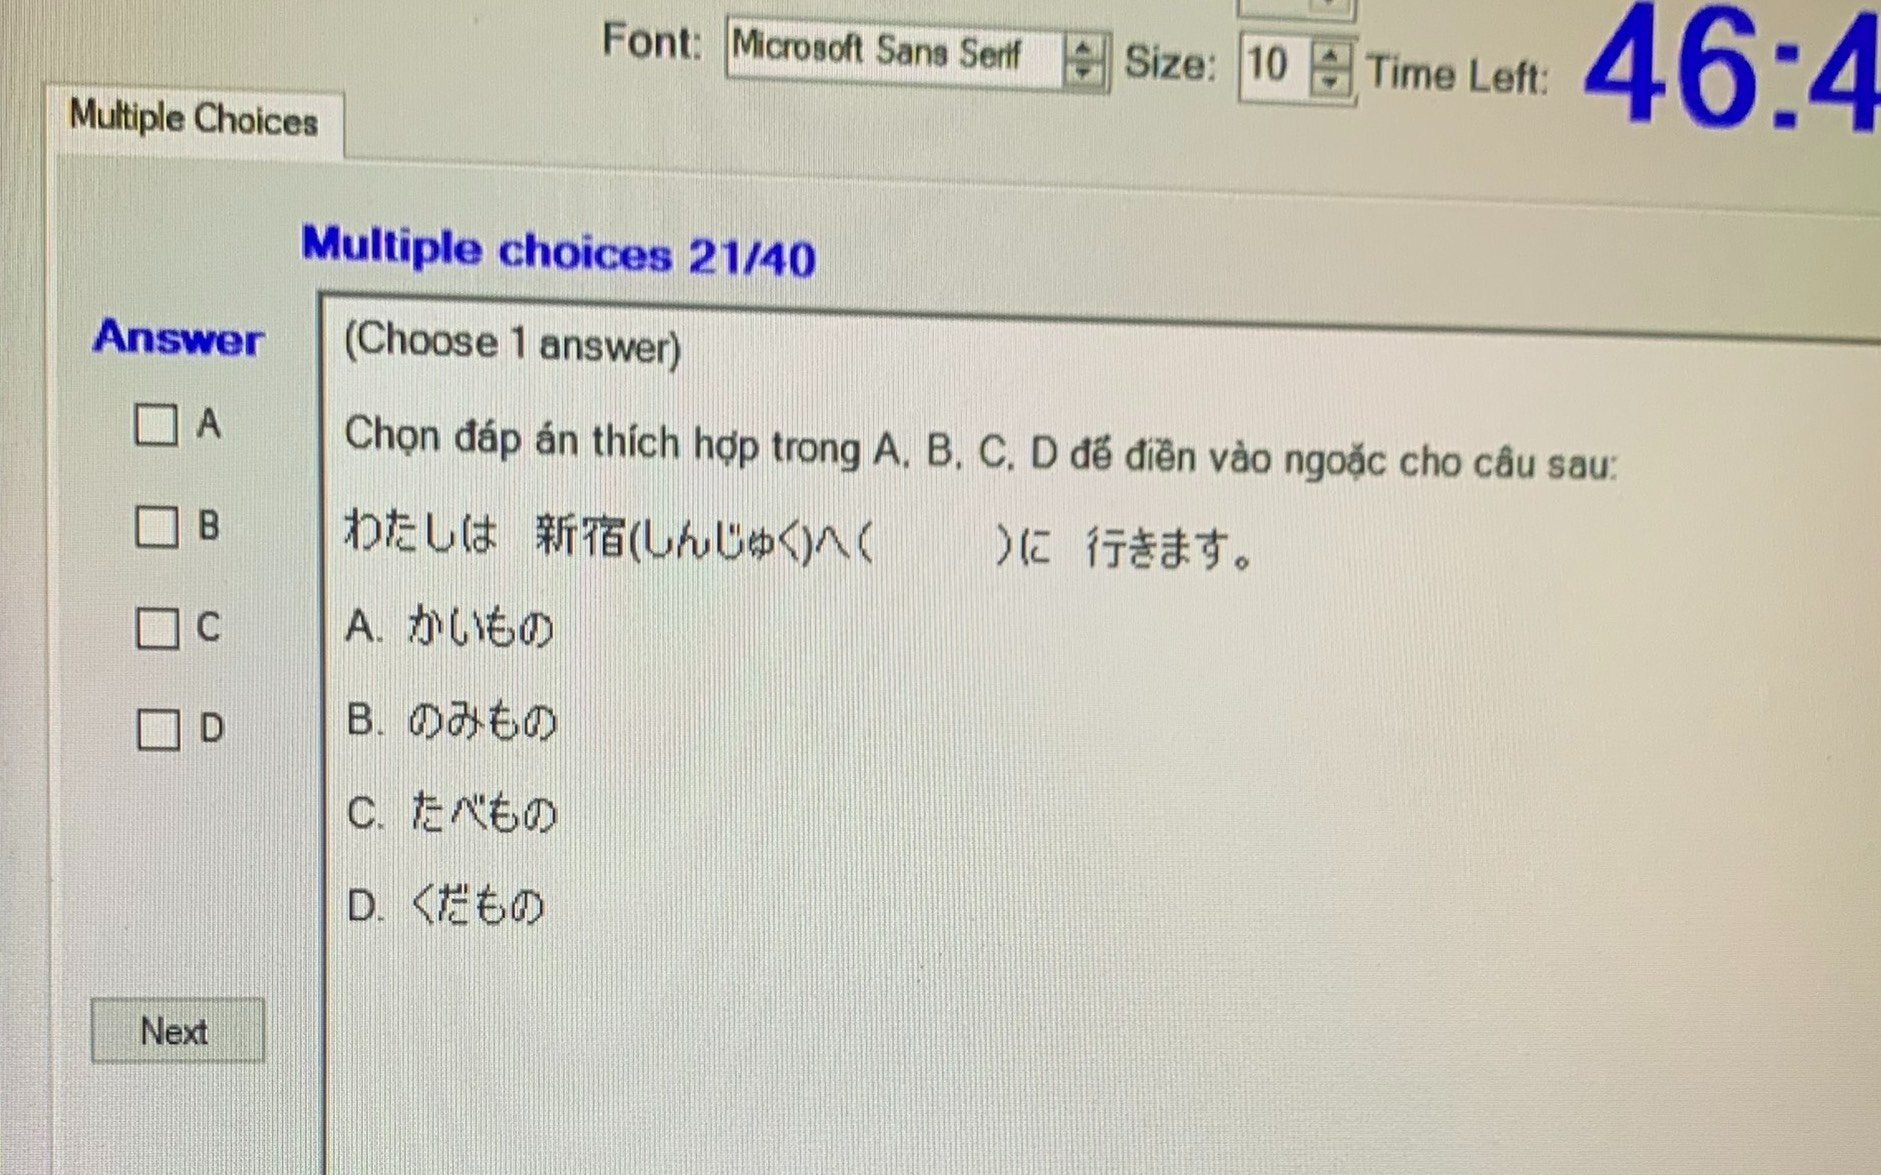 Font: Microsoft Sans Serif Size: 10 Time Left: 46:4
Multiple Choices
Multiple choices 21/40
Answer
(Choose 1 answer)
A
B
C
D
Chọn đáp án thích hợp trong A, B, C, D để điền vào ngoặc cho câu sau:
わたしは 新宿(しんじゅく)へ( )に 行きます。
A. かいもの
B. のみもの
C. たべもの
D. くだもの
Next